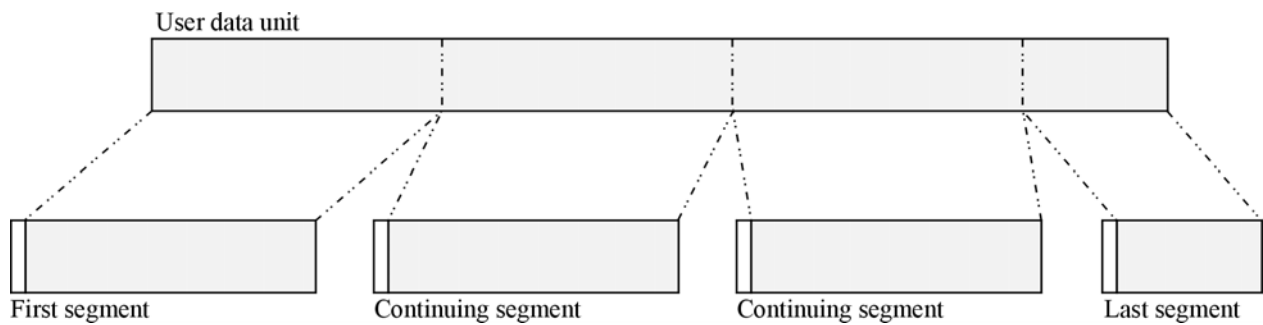 User data unit
First segment
Continuing segment
Continuing segment
Last segment